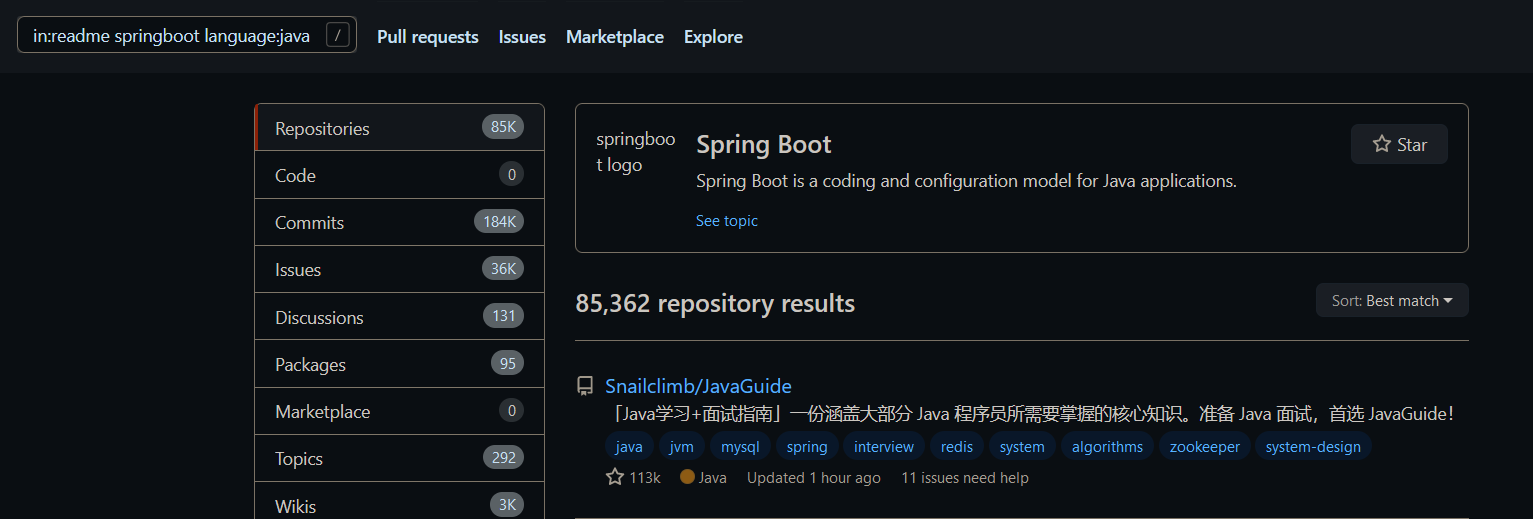 in:readme springboot language:java /
Pull requests Issues Marketplace Explore
Repositories 85K
Code 0
Commits 184K
Issues 36K
Discussions 131
Packages 95
Marketplace 0
Topics 292
Wikis 3K
springboo
t logo
Spring Boot
Star
Spring Boot is a coding and configuration model for Java applications.
See topic
85,362 repository results
Sort: Best match
Snailclimb/JavaGuide
「Java学习+面试指南」一份涵盖大部分 Java 程序员所需要掌握的核心知识。准备 Java 面试，首选 JavaGuide！
java jvm mysql spring interview redis system algorithms zookeeper system-design
113k Java Updated 1 hour ago 11 issues need help